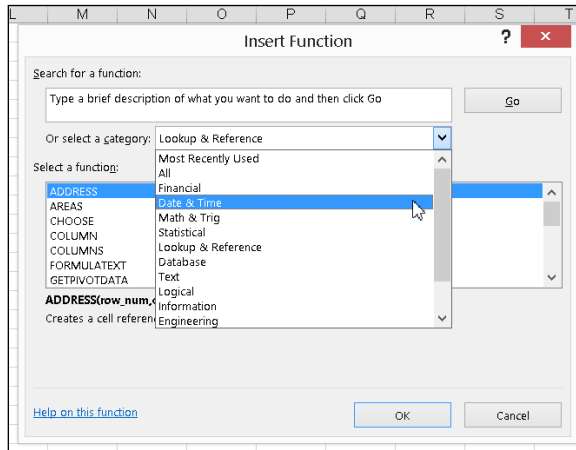 L M N O P Q R S T
Insert Function ? ×
Search for a function:
Type a brief description of what you want to do and then click Go
Go
Or select a category: Lookup & Reference
Most Recently Used
All
Financial
Date & Time
Math & Trig
Statistical
Lookup & Reference
Database
Text
Logical
Information
Engineering
Select a function:
ADDRESS
AREAS
CHOOSE
COLUMN
COLUMNS
FORMULATEXT
GETPIVOTDATA
ADDRESS(row_num,
Creates a cell referen
Help on this function
OK Cancel